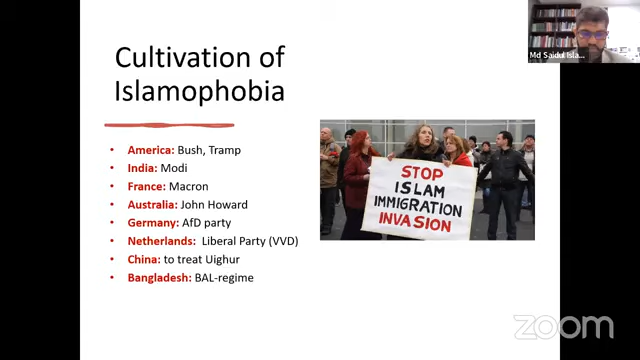 Md Saidul Isla...
Cultivation of
Islamophobia
• America: Bush, Tramp
• India: Modi
• France: Macron
• Australia: John Howard
• Germany: AfD party
• Netherlands: Liberal Party (VVD)
• China: to treat Uighur
• Bangladesh: BAL-regime
STOP
ISLAM
IMMIGRATION
INVASION
zoom